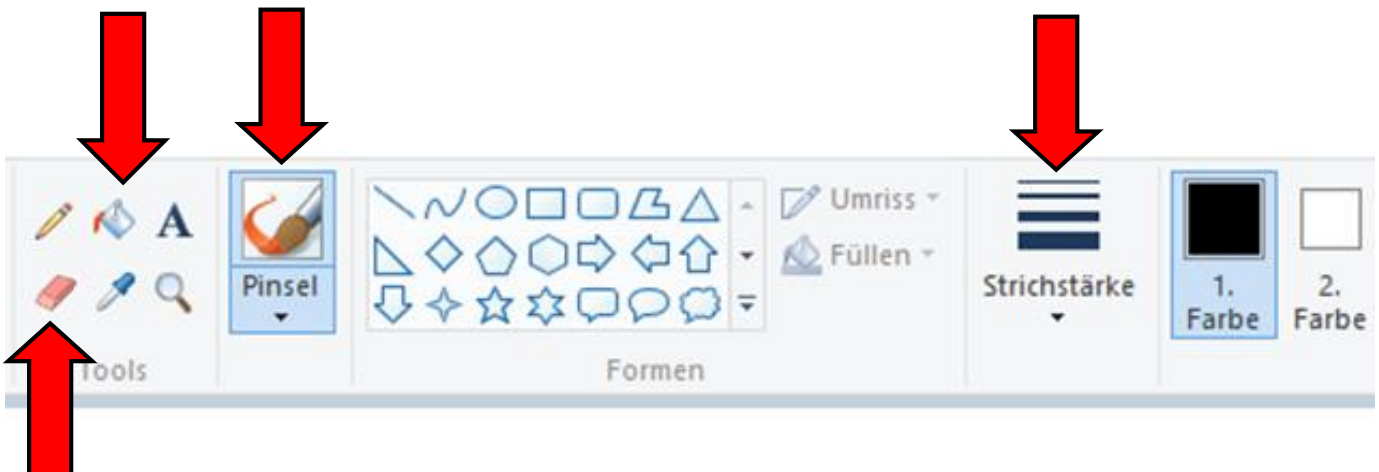 A
Pinsel
Umriss
Füllen
Strichstärke
1.
Farbe
2.
Farbe
Tools
Formen